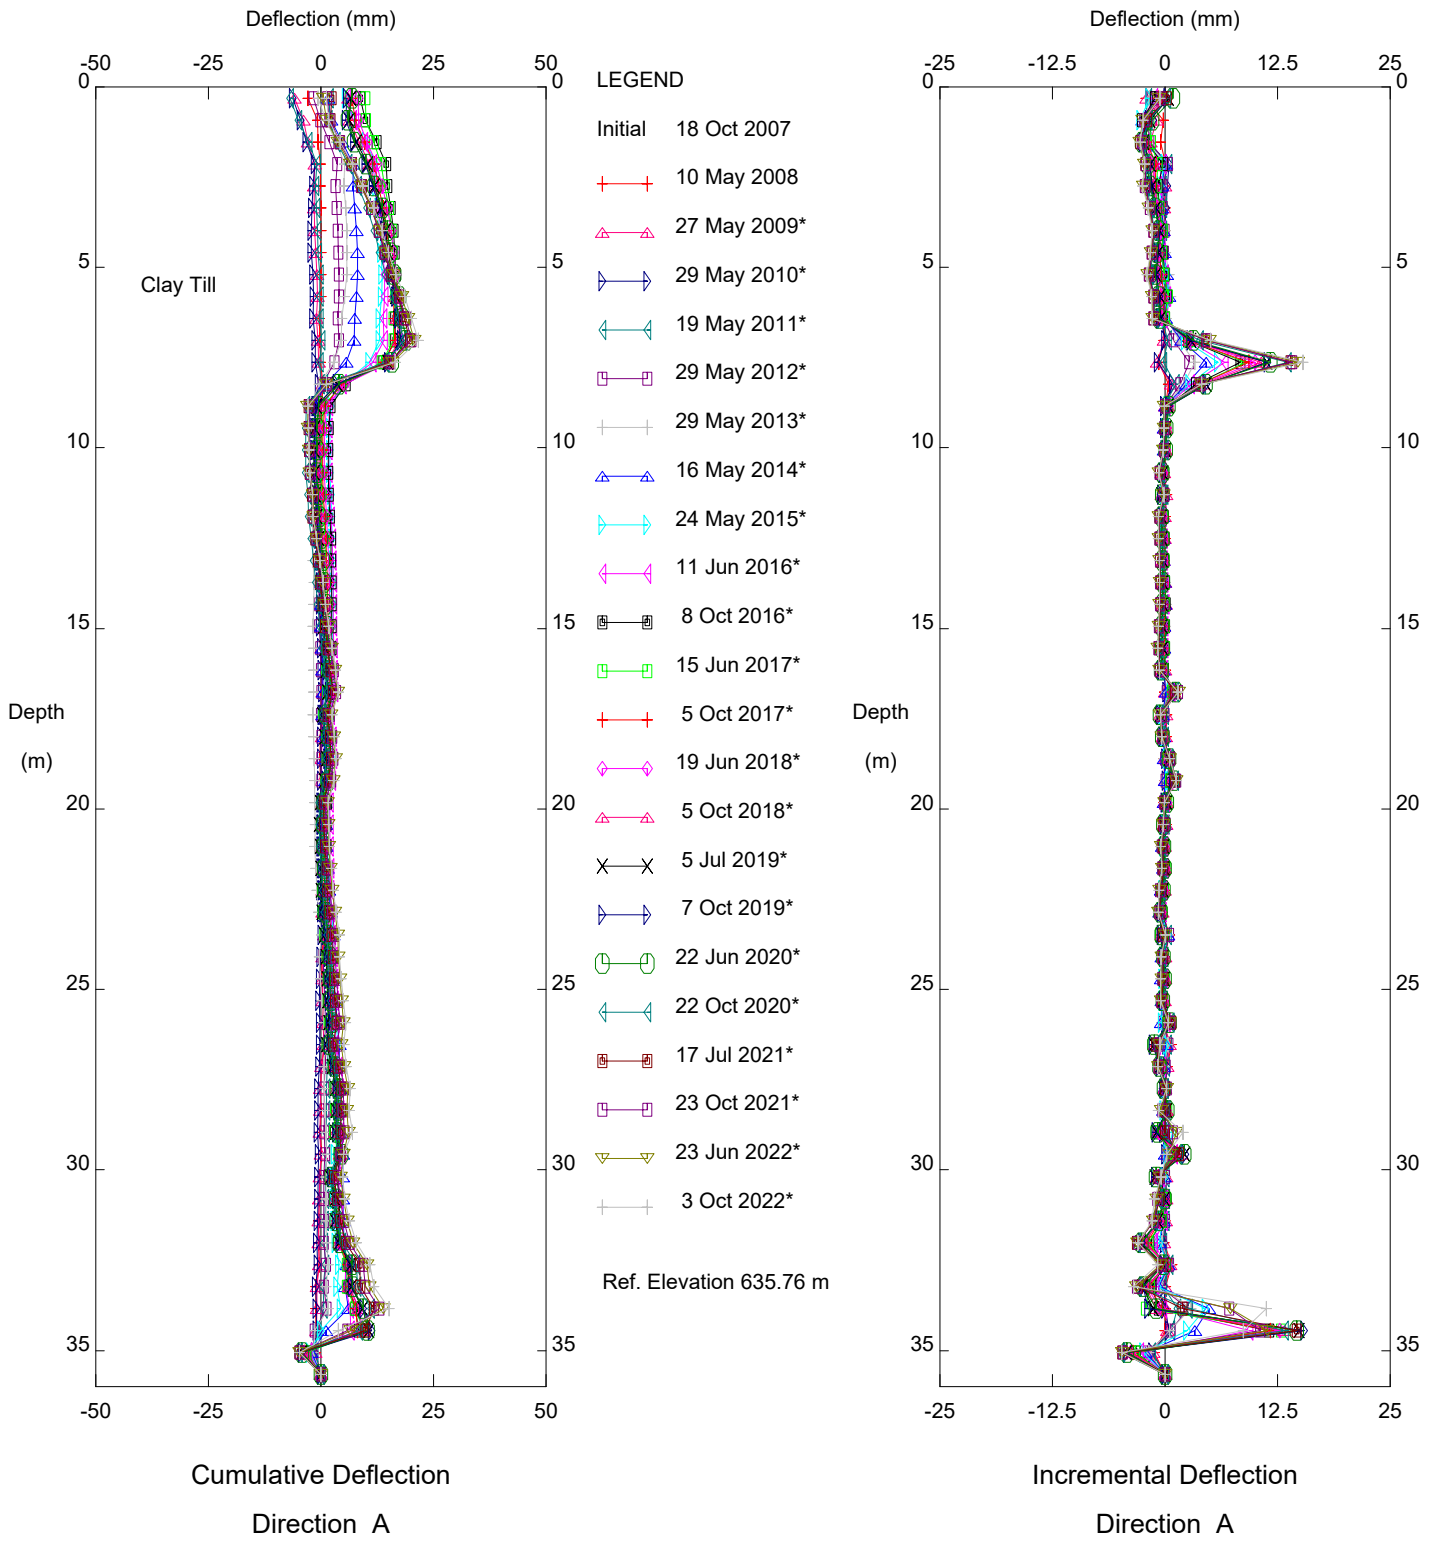 Deflection (mm)
-50 -25 0 25 50
0 0
5 5
10 10
15 15
20 20
25 25
30 30
35 35
Clay Till
Depth
(m)
-50 -25 0 25 50
Cumulative Deflection
Direction A
LEGEND
Initial 18 Oct 2007
10 May 2008
27 May 2009*
29 May 2010*
19 May 2011*
29 May 2012*
29 May 2013*
16 May 2014*
24 May 2015*
11 Jun 2016*
8 Oct 2016*
15 Jun 2017*
5 Oct 2017*
19 Jun 2018*
5 Oct 2018*
5 Jul 2019*
7 Oct 2019*
22 Jun 2020*
22 Oct 2020*
17 Jul 2021*
23 Oct 2021*
23 Jun 2022*
3 Oct 2022*
Ref. Elevation 635.76 m
Deflection (mm)
-25 -12.5 0 12.5 25
0 0
5 5
10 10
15 15
20 20
25 25
30 30
35 35
Depth
(m)
-25 -12.5 0 12.5 25
Incremental Deflection
Direction A